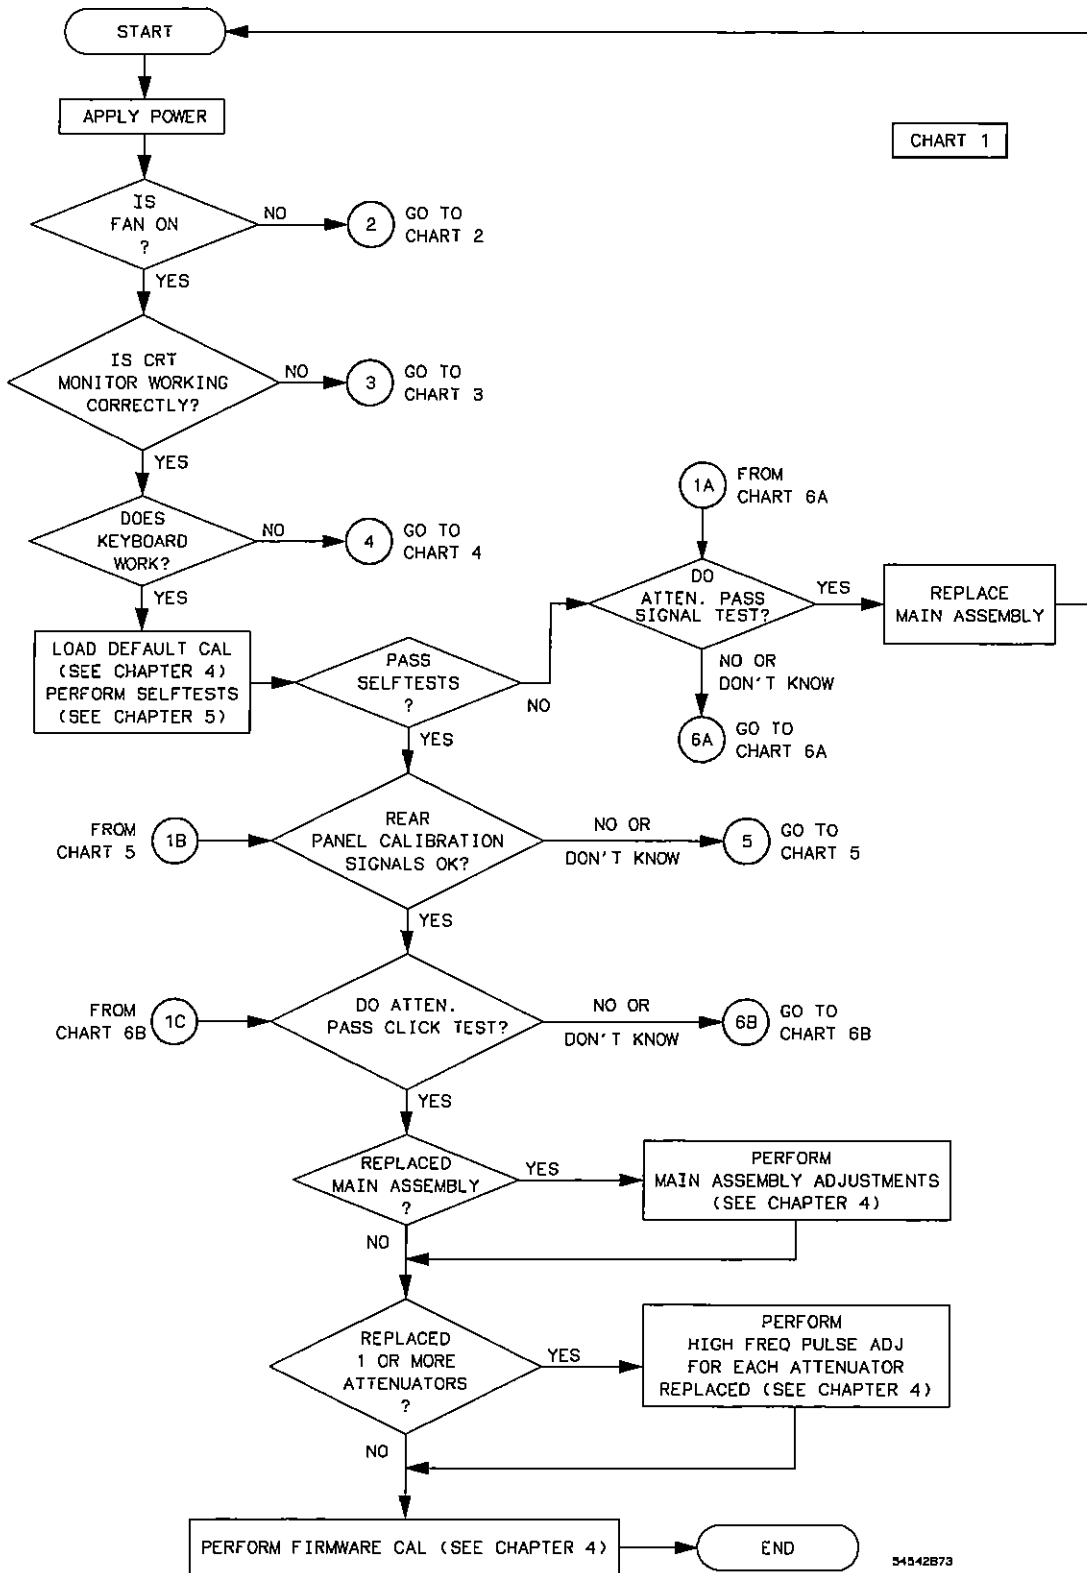 START
APPLY POWER
CHART 1
IS
FAN ON
?
NO
2
GO TO
CHART 2
YES
IS CRT
MONITOR WORKING
CORRECTLY?
NO
3
GO TO
CHART 3
YES
DOES
KEYBOARD
WORK?
NO
4
GO TO
CHART 4
YES
1A
FROM
CHART 6A
DO
ATTEN. PASS
SIGNAL TEST?
YES
REPLACE
MAIN ASSEMBLY
NO OR
DON'T KNOW
6A
GO TO
CHART 6A
LOAD DEFAULT CAL
(SEE CHAPTER 4)
PERFORM SELFTESTS
(SEE CHAPTER 5)
PASS
SELFTESTS
?
NO
YES
FROM
CHART 5
1B
REAR
PANEL CALIBRATION
SIGNALS OK?
NO OR
DON'T KNOW
5
GO TO
CHART 5
YES
FROM
CHART 6B
1C
DO ATTEN.
PASS CLICK TEST?
NO OR
DON'T KNOW
6B
GO TO
CHART 6B
YES
REPLACED
MAIN ASSEMBLY
?
YES
PERFORM
MAIN ASSEMBLY ADJUSTMENTS
(SEE CHAPTER 4)
NO
REPLACED
1 OR MORE
ATTENUATORS
?
YES
PERFORM
HIGH FREQ PULSE ADJ
FOR EACH ATTENUATOR
REPLACED (SEE CHAPTER 4)
NO
PERFORM FIRMWARE CAL (SEE CHAPTER 4)
END
54542B73